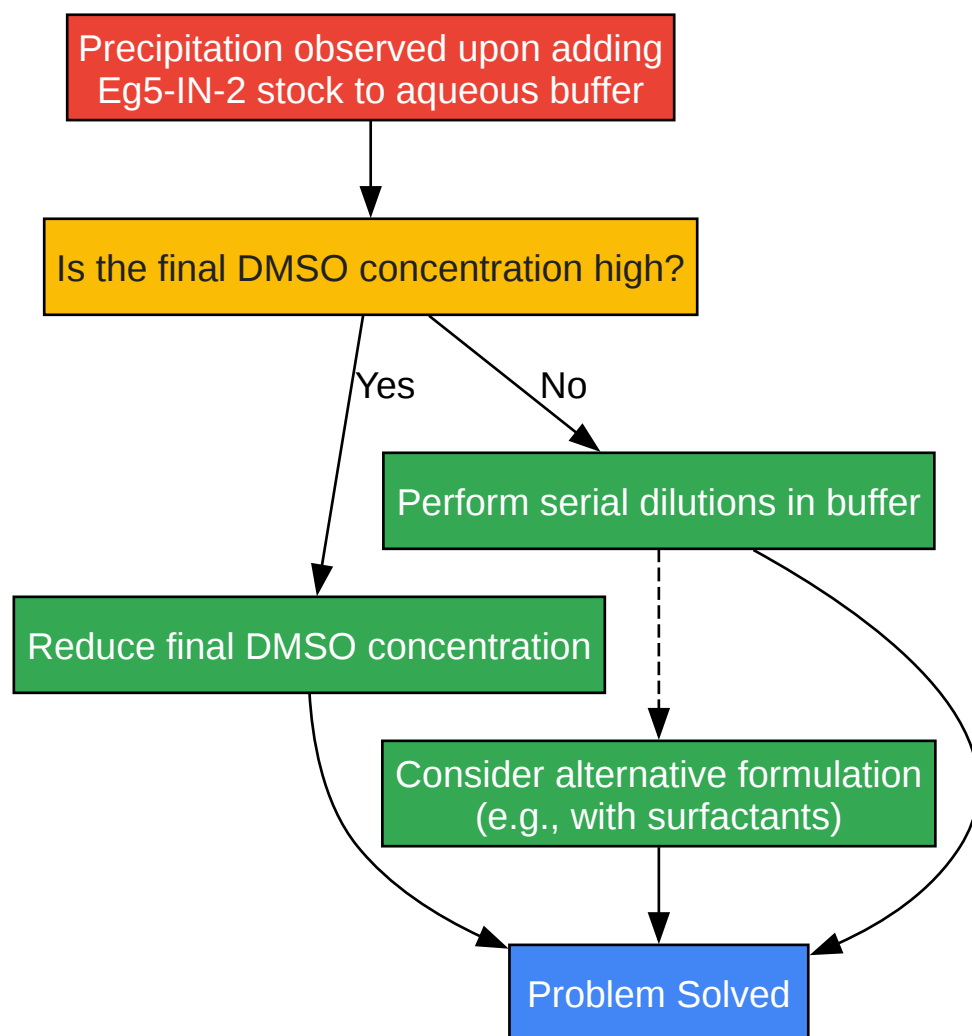 Precipitation observed upon adding
Eg5-IN-2 stock to aqueous buffer
Is the final DMSO concentration high?
Yes
No
Perform serial dilutions in buffer
Reduce final DMSO concentration
Consider alternative formulation
(e.g., with surfactants)
Problem Solved